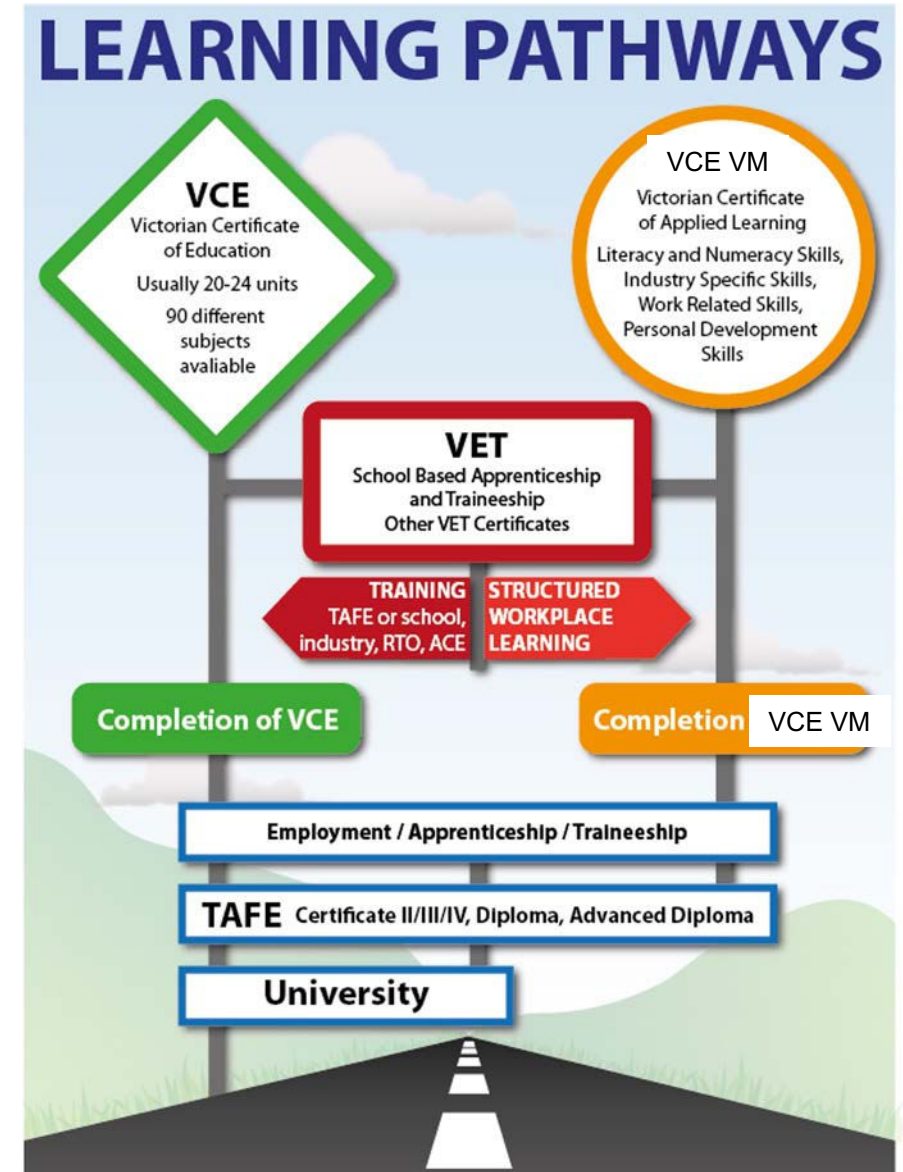 LEARNING PATHWAYS
VCE
Victorian Certificate
of Education
Usually 20-24 units
90 different
subjects
avaliable
VCE VM
Victorian Certificate
of Applied Learning
Literacy and Numeracy Skills,
Industry Specific Skills,
Work Related Skills,
Personal Development
Skills
VET
School Based Apprenticeship
and Traineeship
Other VET Certificates
TRAINING
TAFE or school,
industry, RTO, ACE
STRUCTURED
WORKPLACE
LEARNING
Completion of VCE
Completion VCE VM
Employment / Apprenticeship / Traineeship
TAFE Certificate II/III/IV, Diploma, Advanced Diploma
University